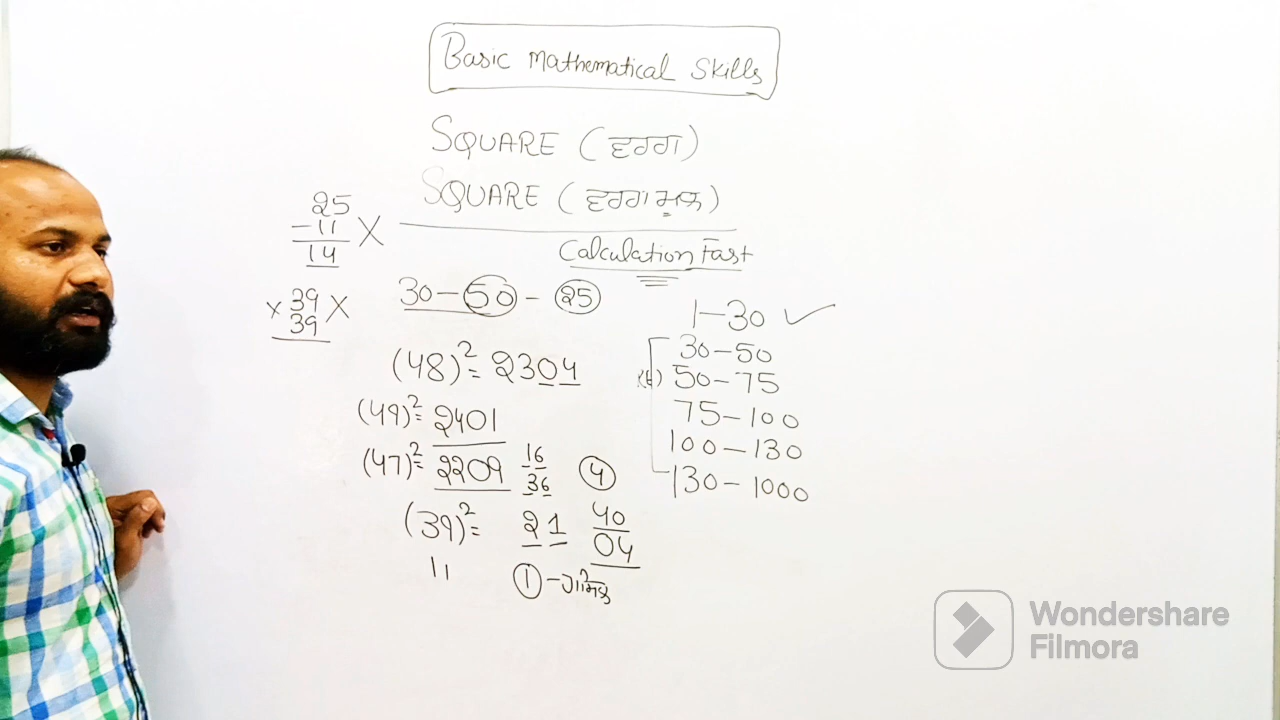 Basic Mathematical Skills
SQUARE (ਵਰਗ)
SQUARE (ਵਰਗ ਮੂਲ)
25
-11
14 X
Calculation Fast
× 39 X
39
30-50 - 25
1-30 ✓
(48)²= 2304
30-50
50-75
(49)²= 2401
75-100
100-130
(47)²= 2209
16
36
4
130-1000
(39)²= 21
40
04
11
1 -
Wondershare
Filmora